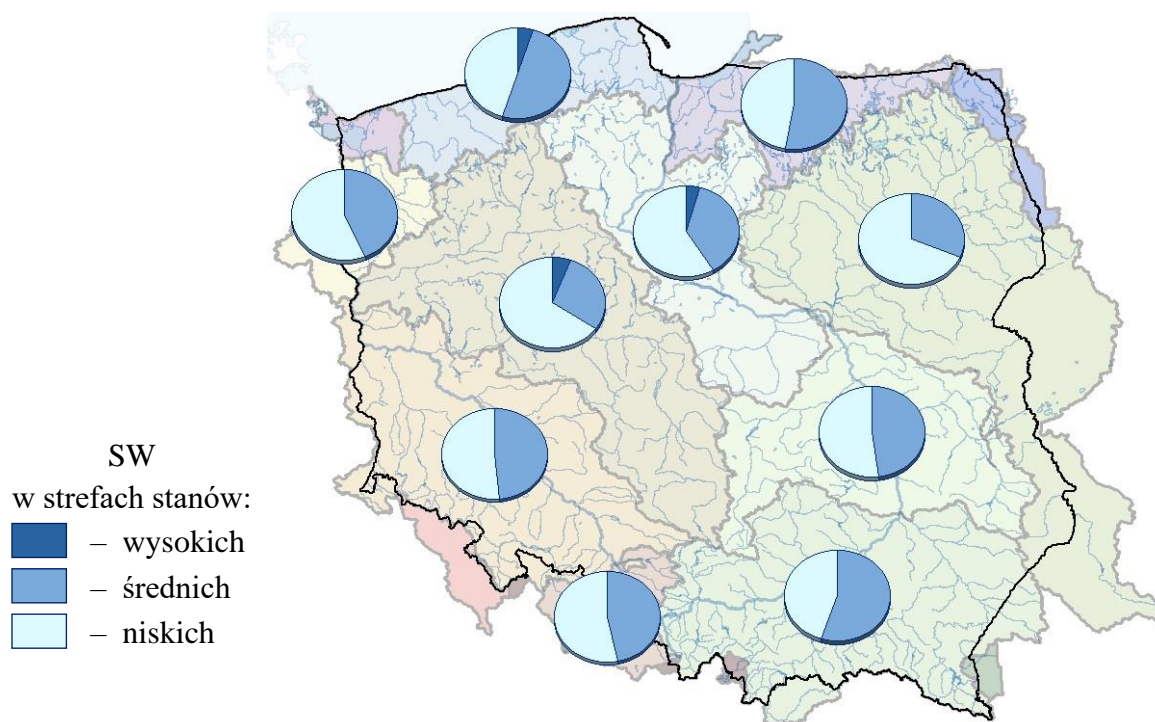 SW
w strefach stanów:
– wysokich
– średnich
– niskich